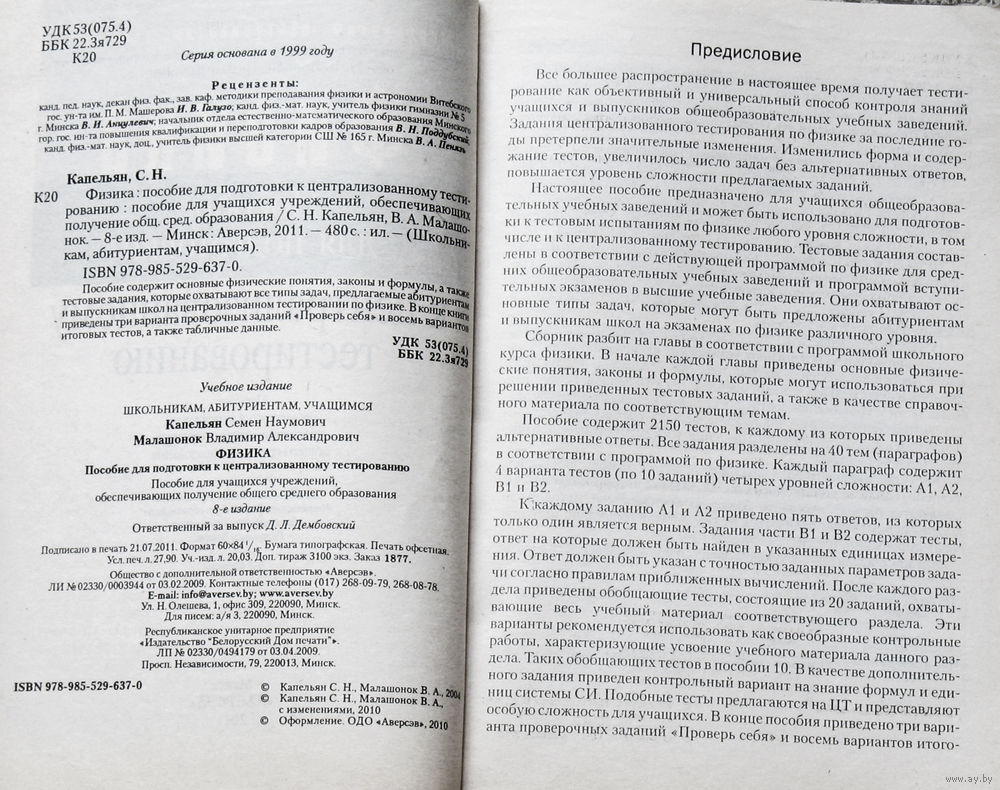 УДК 53(075.4)
ББК 22.3я729
К20
Серия основана в 1999 году
Рецензенты:
канд. пед. наук, декан физ. фак., зав. каф. методики преподавания физики и астрономии Витебского
гос. ун-та им. П. М. Машерова И. В. Галузо; канд. физ.-мат. наук, учитель физики гимназии № 5
г. Минска В. И. Анцулевич; начальник отдела естественно-математического образования Минского
гор. гос. ин-та повышения квалификации и переподготовки кадров образования В. Н. Поддубский;
канд. физ.-мат. наук, доц., учитель физики высшей категории СШ № 165 г. Минска В. А. Пенязь
Капельян, С. Н.
К20 Физика : пособие для подготовки к централизованному тести-
рованию : пособие для учащихся учреждений, обеспечивающих
получение общ. сред. образования / С. Н. Капельян, В. А. Малашо-
нок. — 8-е изд. — Минск : Аверсэв, 2011. — 480 с. : ил. — (Школьни-
кам, абитуриентам, учащимся).
ISBN 978-985-529-637-0.
Пособие содержит основные физические понятия, законы и формулы, а также
тестовые задания, которые охватывают все типы задач, предлагаемые абитуриентам
и выпускникам школ на централизованном тестировании по физике. В конце книги
приведены три варианта проверочных заданий «Проверь себя» и восемь вариантов
итоговых тестов, а также табличные данные.
УДК 53(075.4)
ББК 22.3я729
Учебное издание
ШКОЛЬНИКАМ, АБИТУРИЕНТАМ, УЧАЩИМСЯ
Капельян Семен Наумович
Малашонок Владимир Александрович
ФИЗИКА
Пособие для подготовки к централизованному тестированию
Пособие для учащихся учреждений,
обеспечивающих получение общего среднего образования
8-е издание
Ответственный за выпуск Д. Л. Дембовский
Подписано в печать 21.07.2011. Формат 60×84 1/16. Бумага типографская. Печать офсетная.
Усл. печ. л. 27,90. Уч.-изд. л. 20,03. Доп. тираж 3100 экз. Заказ 1877.
Общество с дополнительной ответственностью «Аверсэв».
ЛИ № 02330/0003944 от 03.02.2009. Контактные телефоны (017) 268-09-79, 268-08-78.
E-mail: info@aversev.by; www.aversev.by
Ул. Н. Олешева, 1, офис 309, 220090, Минск.
Для писем: а/я 3, 220090, Минск.
Республиканское унитарное предприятие
«Издательство "Белорусский Дом печати"».
ЛП № 02330/0494179 от 03.04.2009.
Просп. Независимости, 79, 220013, Минск.
ISBN 978-985-529-637-0
© Капельян С. Н., Малашонок В. А., 2004
© Капельян С. Н., Малашонок В. А.,
с изменениями, 2010
© Оформление. ОДО «Аверсэв», 2010
Предисловие
Все большее распространение в настоящее время получает тести-
рование как объективный и универсальный способ контроля знаний
учащихся и выпускников общеобразовательных учебных заведений.
Задания централизованного тестирования по физике за последние го-
ды претерпели значительные изменения. Изменились форма и содер-
жание тестов, увеличилось число задач без альтернативных ответов,
повышается уровень сложности предлагаемых заданий.
Настоящее пособие предназначено для учащихся общеобразова-
тельных учебных заведений и может быть использовано для подготов-
ки к тестовым испытаниям по физике любого уровня сложности, в том
числе и к централизованному тестированию. Тестовые задания состав-
лены в соответствии с действующей программой по физике для сред-
них общеобразовательных учебных заведений и программой вступи-
тельных экзаменов в высшие учебные заведения. Они охватывают ос-
новные типы задач, которые могут быть предложены абитуриентам
и выпускникам школ на экзаменах по физике различного уровня.
Сборник разбит на главы в соответствии с программой школьного
курса физики. В начале каждой главы приведены основные физиче-
ские понятия, законы и формулы, которые могут использоваться при
решении приведенных тестовых заданий, а также в качестве справоч-
ного материала по соответствующим темам.
Пособие содержит 2150 тестов, к каждому из которых приведены
альтернативные ответы. Все задания разделены на 40 тем (параграфов)
в соответствии с программой по физике. Каждый параграф содержит
4 варианта тестов (по 10 заданий) четырех уровней сложности: А1, А2,
В1 и В2.
К каждому заданию А1 и А2 приведено пять ответов, из которых
только один является верным. Задания части В1 и В2 содержат тесты,
ответ на которые должен быть найден в указанных единицах измере-
ния. Ответ должен быть указан с точностью заданных параметров зада-
чи согласно правилам приближенных вычислений. После каждого раз-
дела приведены обобщающие тесты, состоящие из 20 заданий, охваты-
вающие весь учебный материал соответствующего раздела. Эти
варианты рекомендуется использовать как своеобразные контрольные
работы, характеризующие усвоение учебного материала данного раз-
дела. Таких обобщающих тестов в пособии 10. В качестве дополнитель-
ного задания приведен контрольный вариант на знание формул и еди-
ниц системы СИ. Подобные тесты предлагаются на ЦТ и представляют
особую сложность для учащихся. В конце пособия приведено три вари-
анта проверочных заданий «Проверь себя» и восемь вариантов итого-
www.ay.by